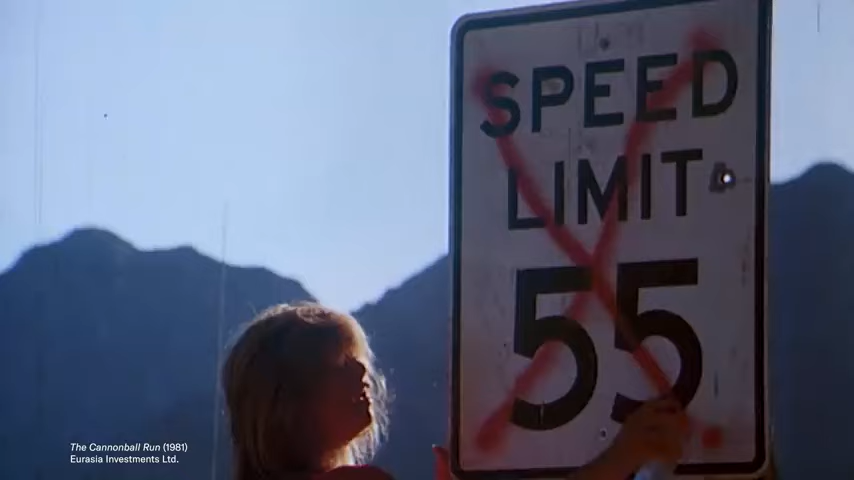 SPEED
LIMIT
55
The Cannonball Run (1981)
Eurasia Investments Ltd.